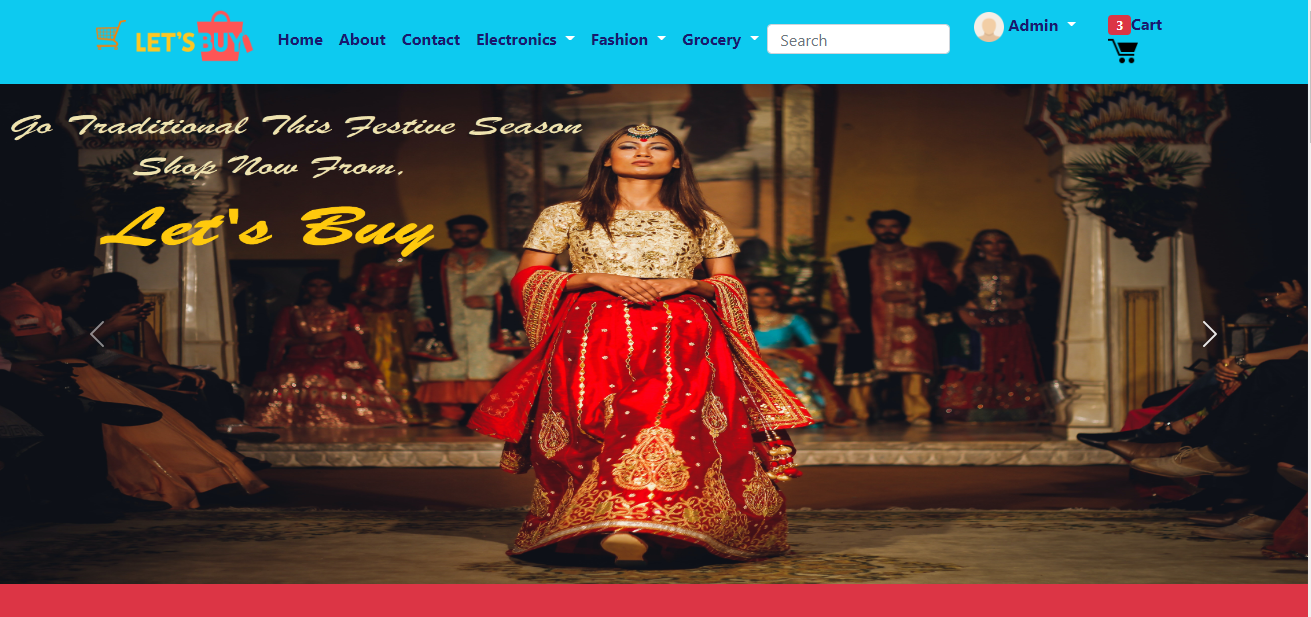 LET'S BUY
Home
About
Contact
Electronics
Fashion
Grocery
Search
Admin
3 Cart
Go Traditional This Festive Season
Shop Now From.
Let's Buy